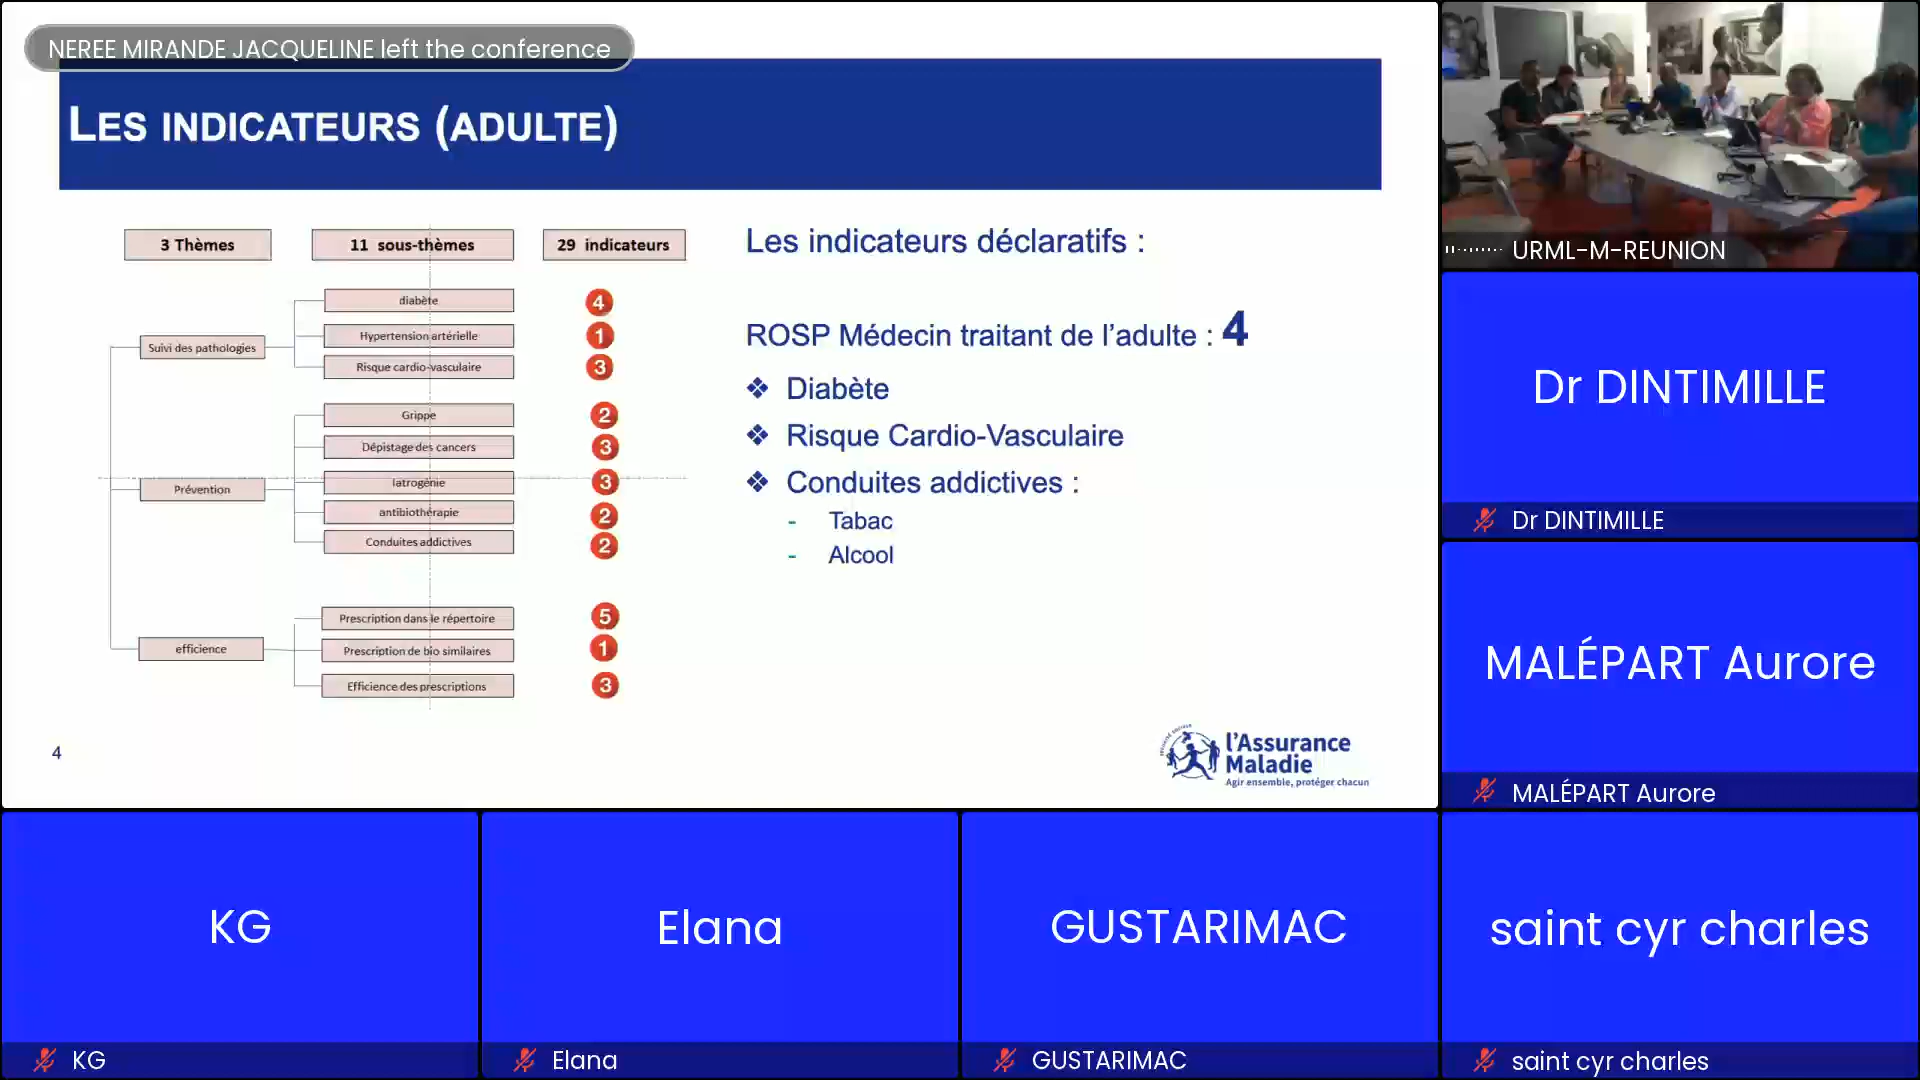 NEREE MIRANDE JACQUELINE left the conference
LES INDICATEURS (ADULTE)
3 Thèmes
11 sous-thèmes
29 indicateurs
Suivi des pathologies
diabète
4
Hypertension artérielle
1
Risque cardio-vasculaire
3
Prévention
Grippe
2
Dépistage des cancers
3
Iatrogénie
3
antibiothérapie
2
Conduites addictives
2
efficience
Prescription dans le répertoire
5
Prescription de bio similaires
1
Efficience des prescriptions
3
Les indicateurs déclaratifs :
ROSP Médecin traitant de l’adulte : 4
❖ Diabète
❖ Risque Cardio-Vasculaire
❖ Conduites addictives :
- Tabac
- Alcool
4
l'Assurance
Maladie
Agir ensemble, protéger chacun
URML-M-REUNION
Dr DINTIMILLE
Dr DINTIMILLE
MALÉPART Aurore
MALÉPART Aurore
KG
KG
Elana
Elana
GUSTARIMAC
GUSTARIMAC
saint cyr charles
saint cyr charles